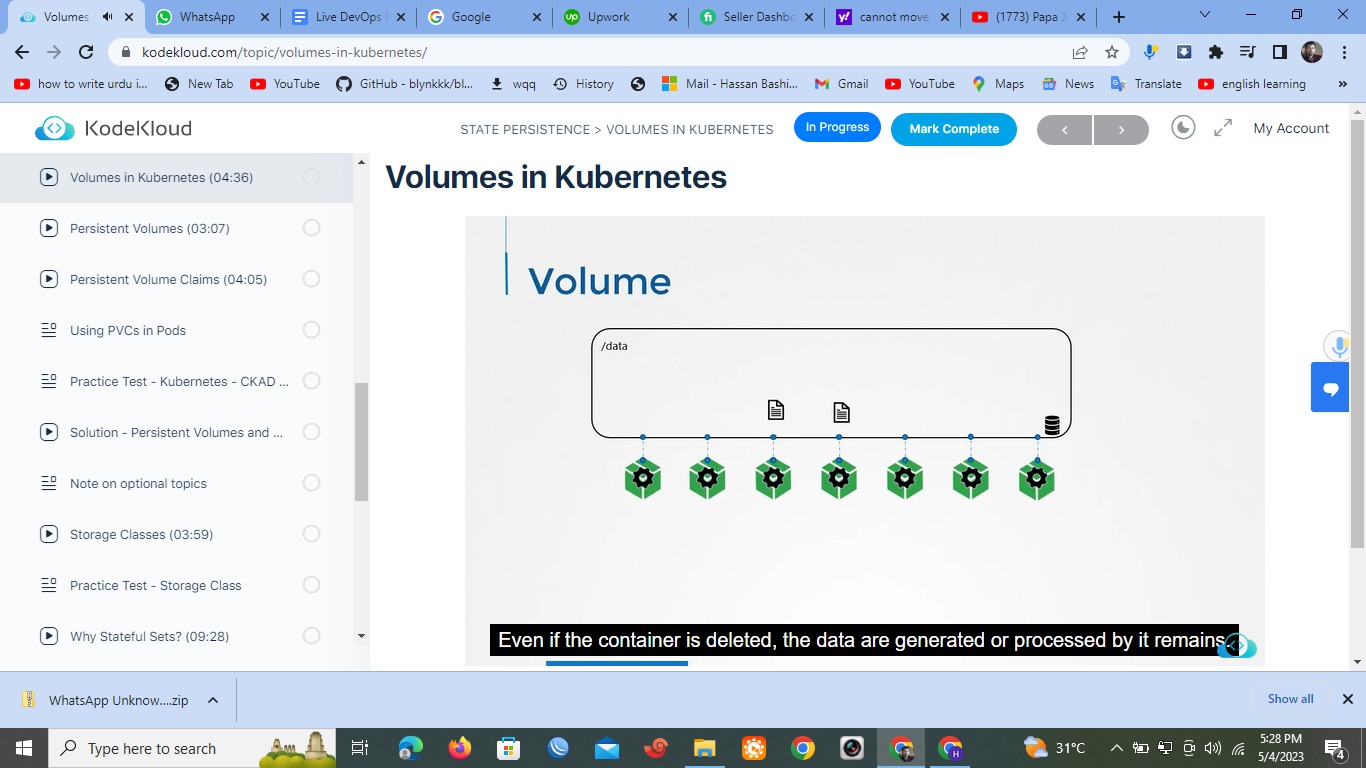 Volumes
WhatsApp
Live DevOps
Google
Upwork
Seller Dashbo
cannot move
(1773) Papa J
kodekloud.com/topic/volumes-in-kubernetes/
how to write urdu i...
New Tab
YouTube
GitHub - blynkkk/bl...
wqq
History
Mail - Hassan Bashi...
Gmail
YouTube
Maps
News
Translate
english learning
»
KodeKloud
STATE PERSISTENCE > VOLUMES IN KUBERNETES
In Progress
Mark Complete
My Account
Volumes in Kubernetes (04:36)
Persistent Volumes (03:07)
Persistent Volume Claims (04:05)
Using PVCs in Pods
Practice Test - Kubernetes - CKAD ...
Solution - Persistent Volumes and ...
Note on optional topics
Storage Classes (03:59)
Practice Test - Storage Class
Why Stateful Sets? (09:28)
Volumes in Kubernetes
Volume
/data
Even if the container is deleted, the data are generated or processed by it remains.
WhatsApp Unknow....zip
Show all
Type here to search
31°C
5:28 PM
5/4/2023
4